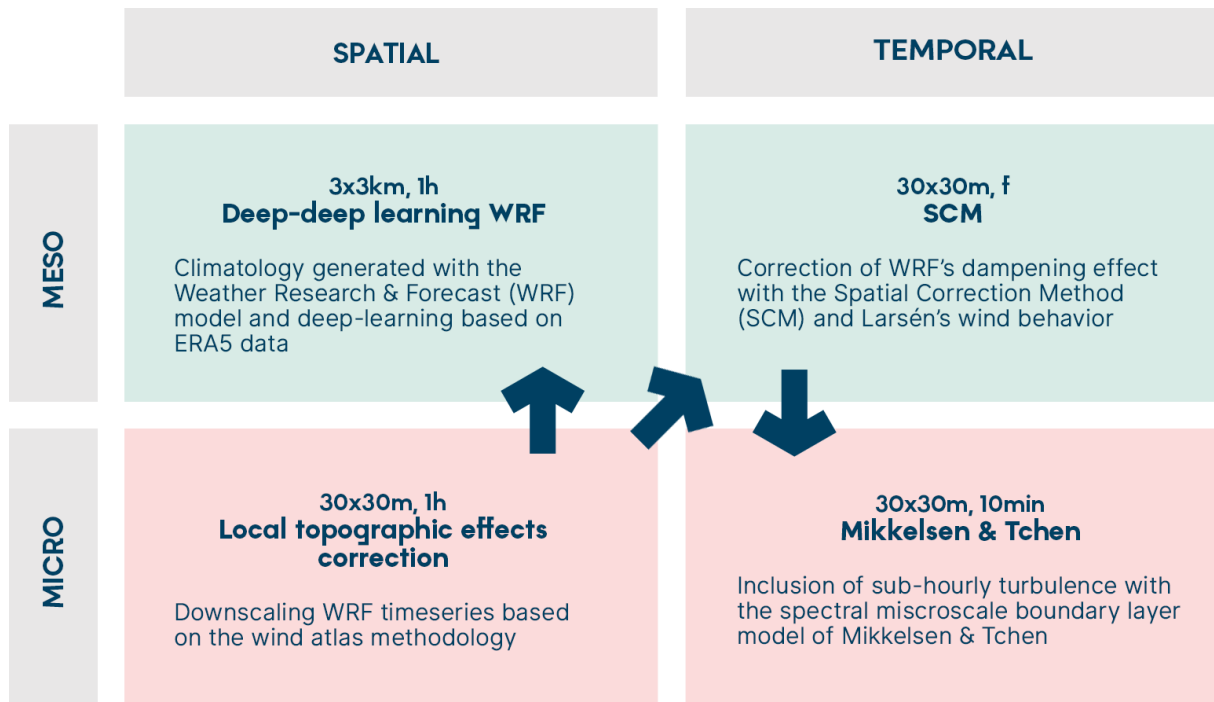 SPATIAL
TEMPORAL
MESO
3x3km, 1h
Deep-deep learning WRF
Climatology generated with the
Weather Research & Forecast (WRF)
model and deep-learning based on
ERA5 data
30x30m, f
SCM
Correction of WRF's dampening effect
with the Spatial Correction Method
(SCM) and Larsén's wind behavior
MICRO
30x30m, 1h
Local topographic effects
correction
Downscaling WRF timeseries based
on the wind atlas methodology
30x30m, 10min
Mikkelsen & Tchen
Inclusion of sub-hourly turbulence with
the spectral miscroscale boundary layer
model of Mikkelsen & Tchen